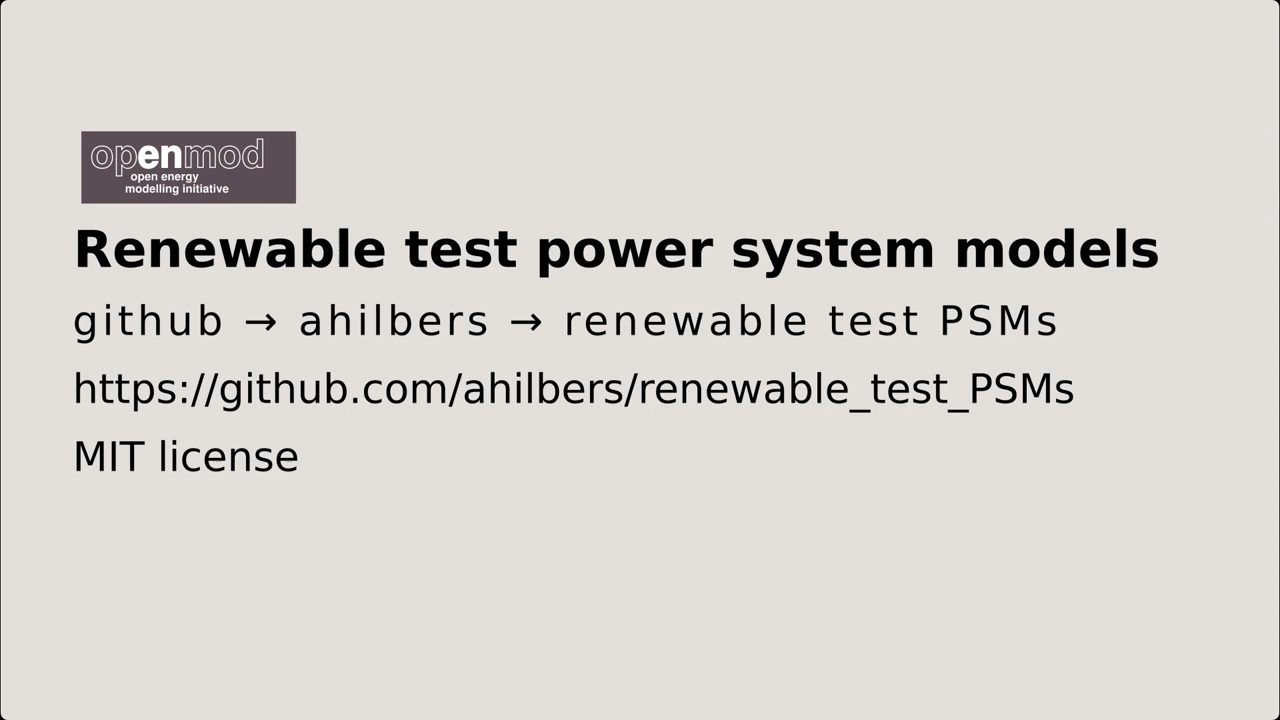 openmod
open energy
modelling initiative
Renewable test power system models
github → ahilbers → renewable test PSMs
https://github.com/ahilbers/renewable_test_PSMs
MIT license